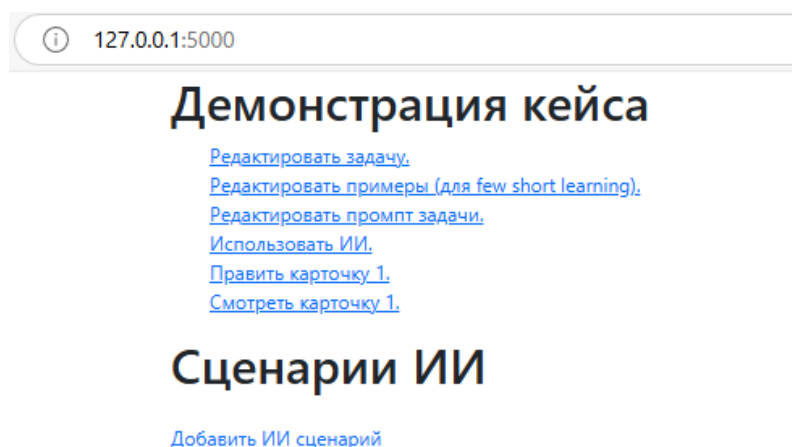 127.0.0.1:5000
Демонстрация кейса
Редактировать задачу.
Редактировать примеры (для few short learning).
Редактировать промпт задачи.
Использовать ИИ.
Править карточку 1.
Смотреть карточку 1.
Сценарии ИИ
Добавить ИИ сценарий